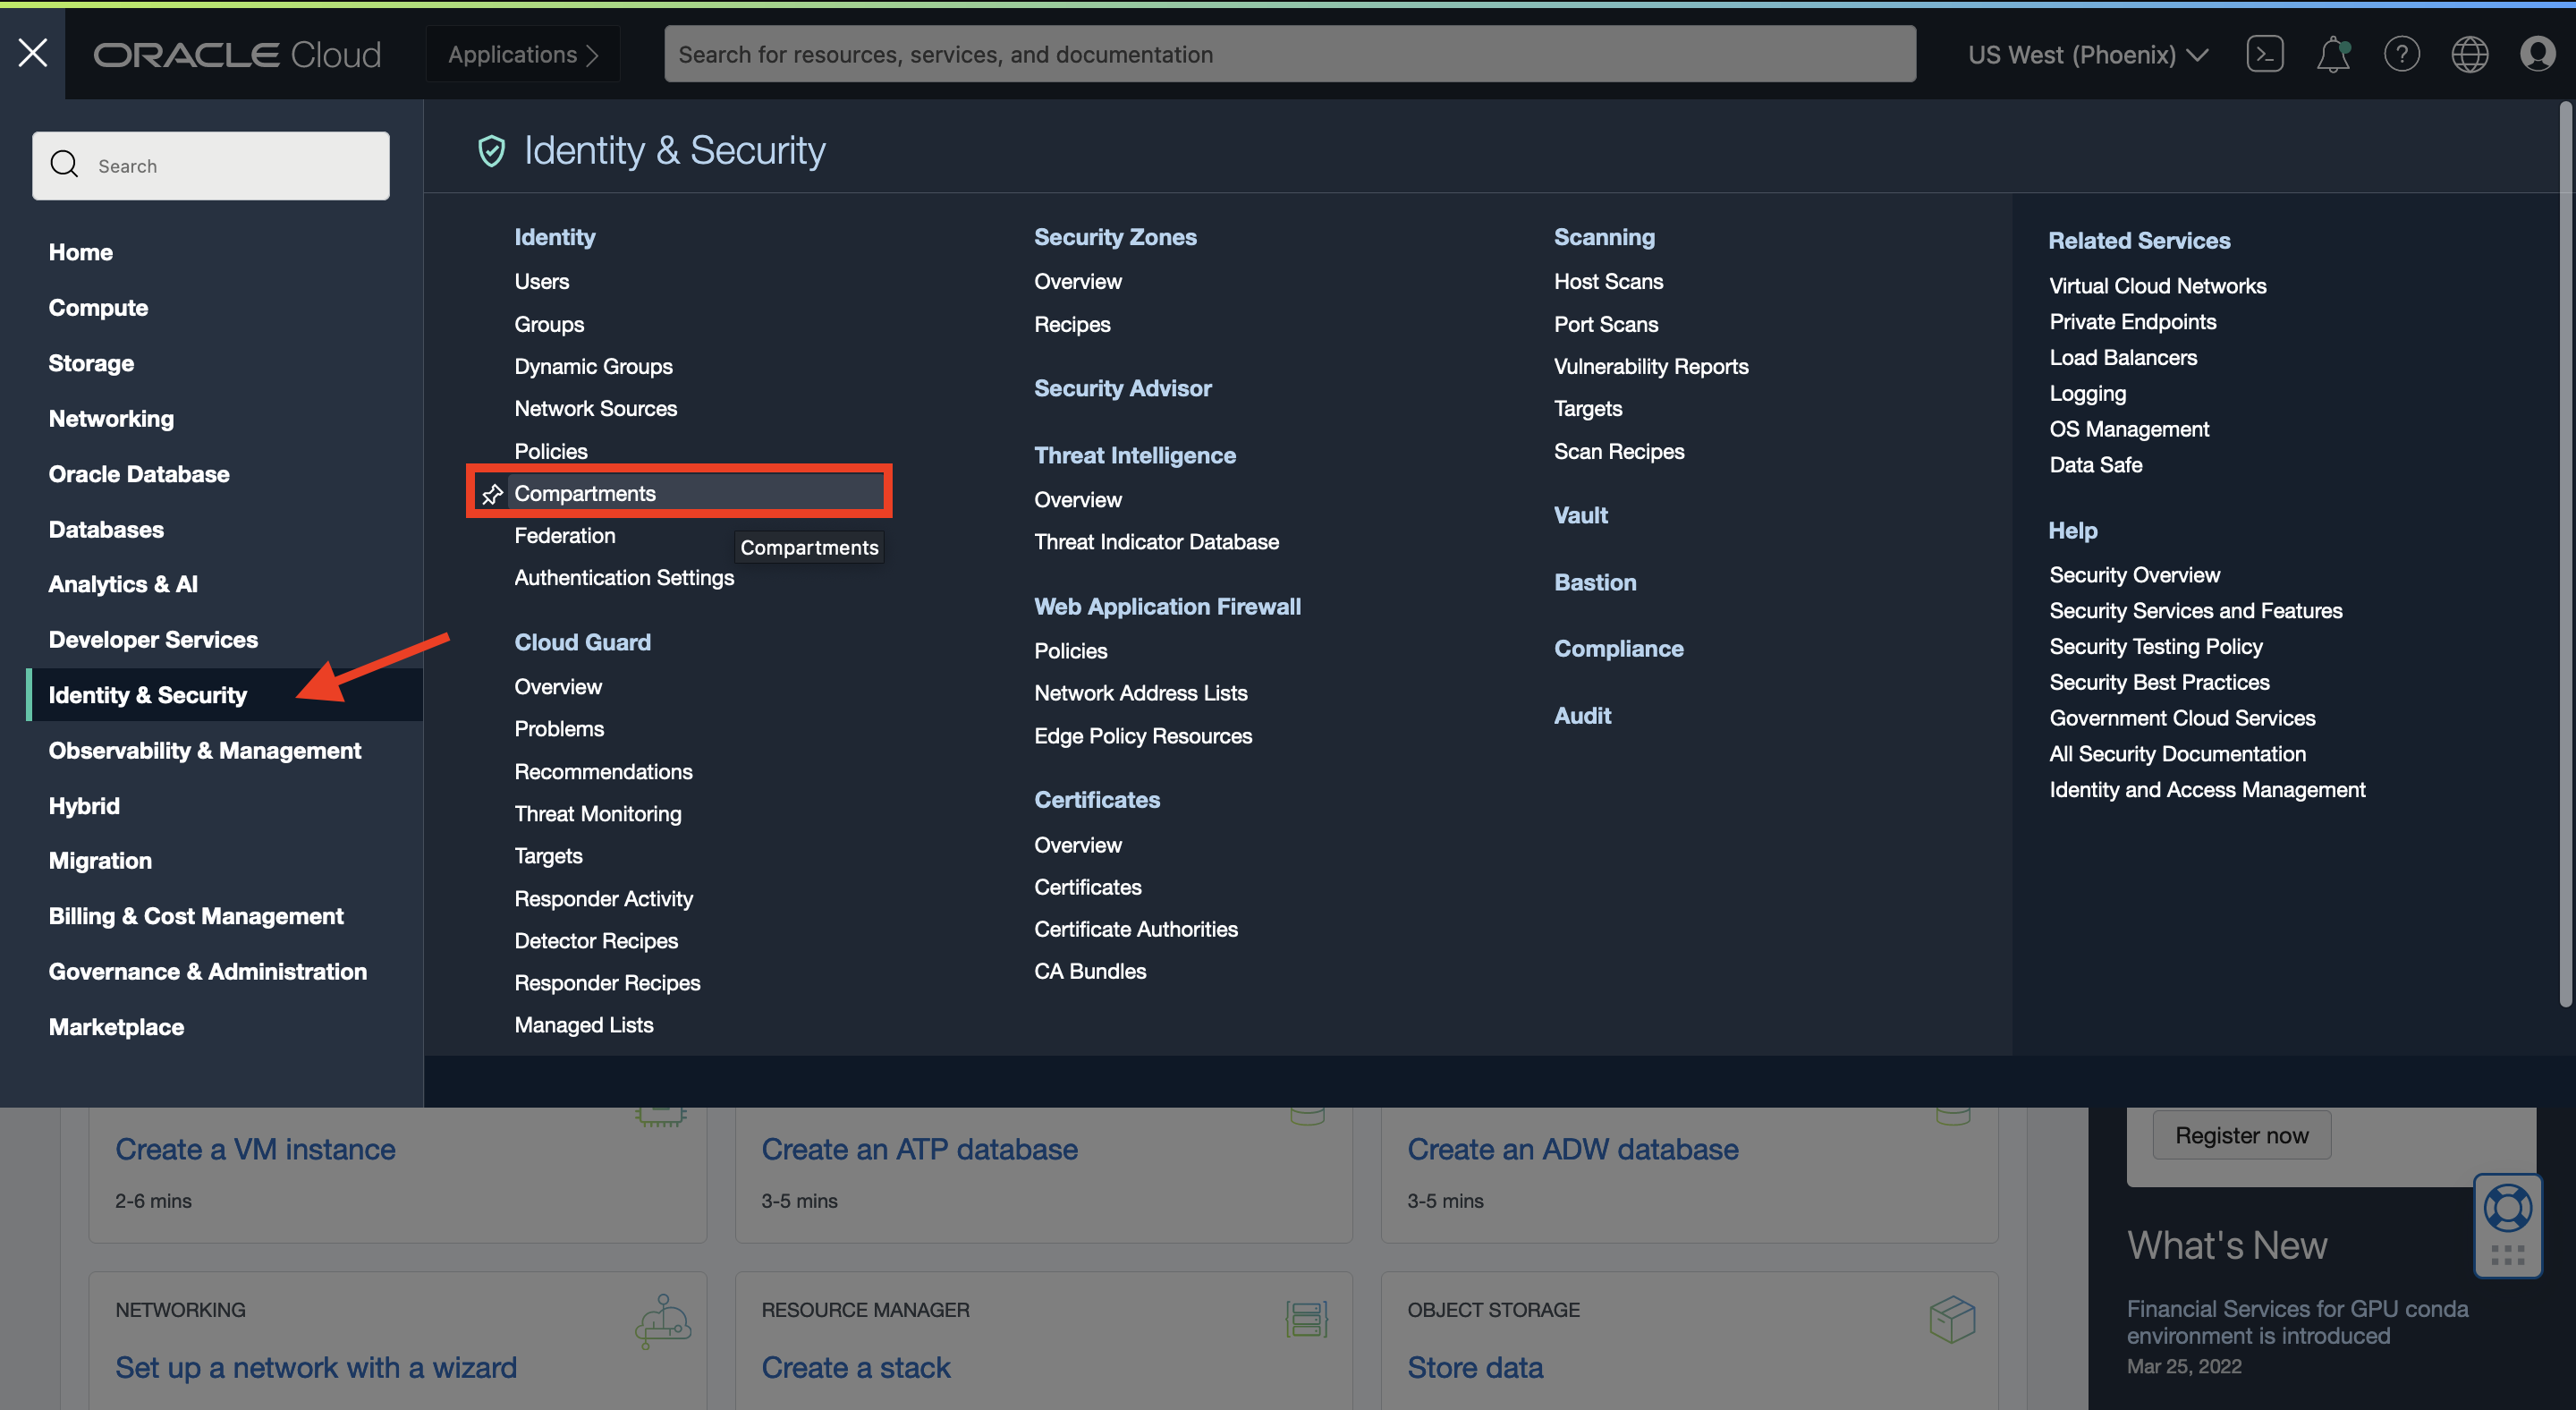 ORACLE Cloud
Applications
Search for resources, services, and documentation
US West (Phoenix)
Search
Home
Compute
Storage
Networking
Oracle Database
Databases
Analytics & AI
Developer Services
Identity & Security
Observability & Management
Hybrid
Migration
Billing & Cost Management
Governance & Administration
Marketplace
Identity & Security
Identity
Users
Groups
Dynamic Groups
Network Sources
Policies
Compartments
Federation
Compartments
Authentication Settings
Cloud Guard
Overview
Problems
Recommendations
Threat Monitoring
Targets
Responder Activity
Detector Recipes
Responder Recipes
Managed Lists
Security Zones
Overview
Recipes
Security Advisor
Threat Intelligence
Overview
Threat Indicator Database
Web Application Firewall
Policies
Network Address Lists
Edge Policy Resources
Certificates
Overview
Certificates
Certificate Authorities
CA Bundles
Scanning
Host Scans
Port Scans
Vulnerability Reports
Targets
Scan Recipes
Vault
Bastion
Compliance
Audit
Related Services
Virtual Cloud Networks
Private Endpoints
Load Balancers
Logging
OS Management
Data Safe
Help
Security Overview
Security Services and Features
Security Testing Policy
Security Best Practices
Government Cloud Services
All Security Documentation
Identity and Access Management
Create a VM instance
2-6 mins
Create an ATP database
3-5 mins
Create an ADW database
3-5 mins
NETWORKING
Set up a network with a wizard
RESOURCE MANAGER
Create a stack
OBJECT STORAGE
Store data
Register now
What's New
Financial Services for GPU conda
environment is introduced
Mar 25, 2022